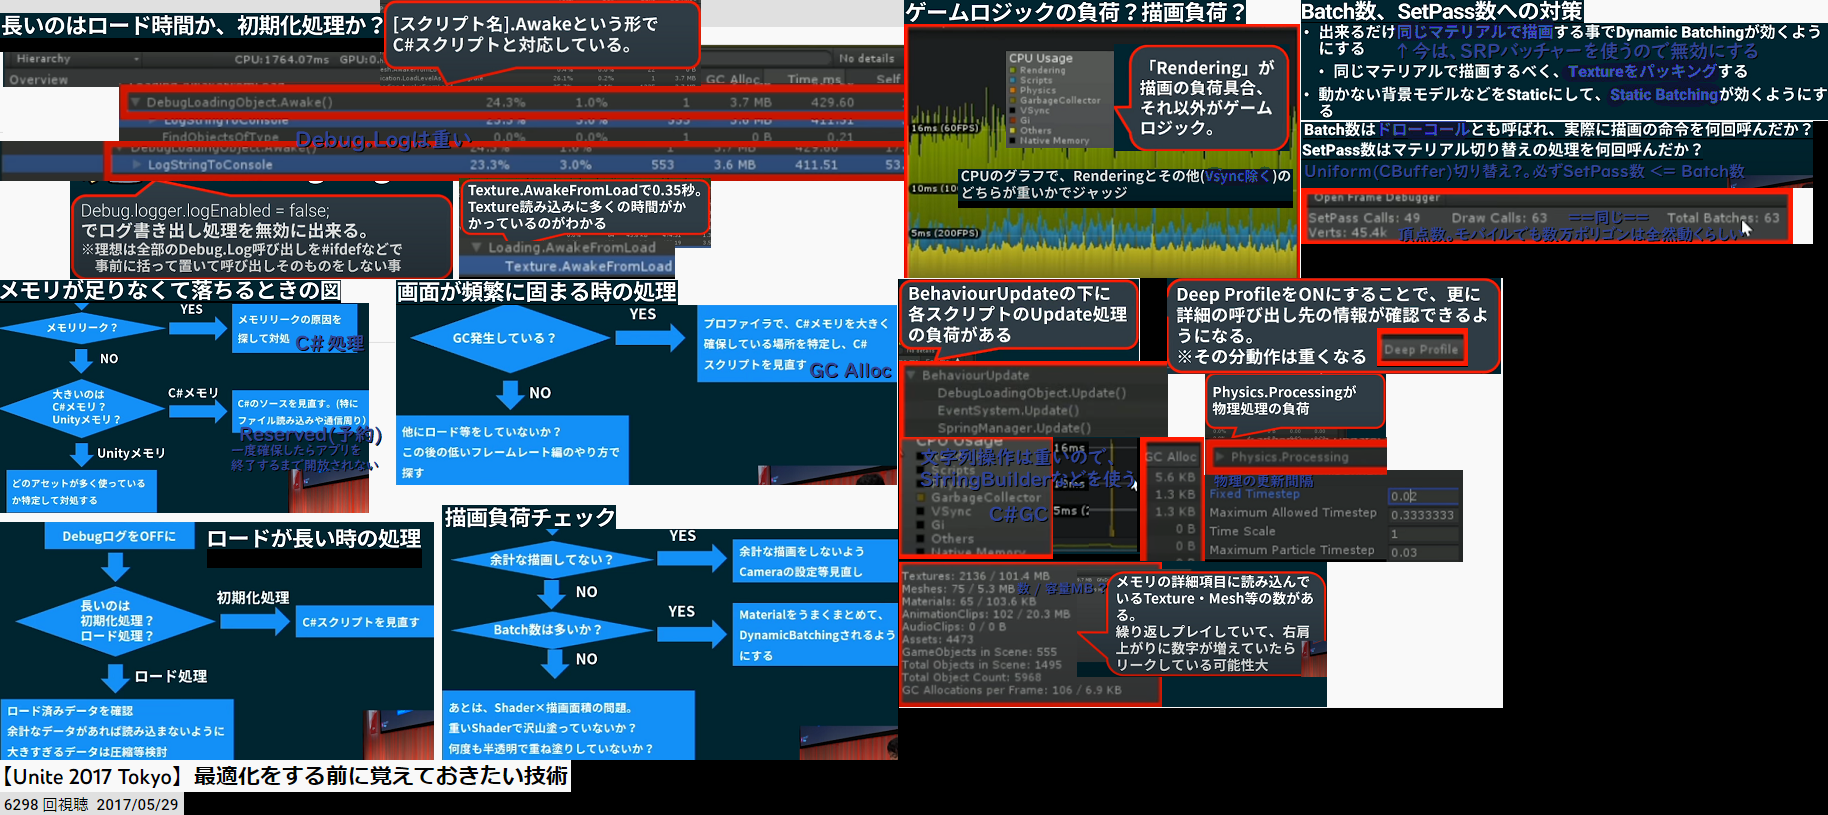 長いのはロード時間か、初期化処理か？
[スクリプト名].Awakeという形で
C#スクリプトと対応している。
Hierarchy
CPU:1764.07ms
GPU:0.
No details
Overview
GC Alloc
Time ms
Self
DebugLoadingObject.Awake()
24.3%
1.0%
1
3.7 MB
429.60
LogStringToConsole
FindObjectsOfType
0.0%
0.0%
1
0 B
0.21
Debug.Logは重い
LogStringToConsole
23.3%
3.0%
553
3.6 MB
411.51
53.
Debug.logger.logEnabled = false;
でログ書き出し処理を無効に出来る。
※理想は全部のDebug.Log呼び出しを#ifdefなどで
事前に括って置いて呼び出しそのものをしない事
Texture.AwakeFromLoadで0.35秒。
Texture読み込みに多くの時間がか
かっているのがわかる
Loading.AwakeFromLoad
Texture.AwakeFromLoad
ゲームロジックの負荷？描画負荷？
CPU Usage
Rendering
Scripts
Physics
GarbageCollector
VSync
Gi
Others
Native Memory
「Rendering」が
描画の負荷具合、
それ以外がゲーム
ロジック。
16ms (60FPS)
10ms (10
5ms (200FPS)
CPUのグラフで、Renderingとその他(Vsync除く)の
どちらが重いかでジャッジ
Batch数、SetPass数への対策
• 出来るだけ同じマテリアルで描画する事でDynamic Batchingが効くよう
にする
↑今は、SRPバッチャーを使うので無効にする
• 同じマテリアルで描画するべく、Textureをパッキングする
• 動かない背景モデルなどをStaticにして、Static Batchingが効くようにす
る
Batch数はドローコールとも呼ばれ、実際に描画の命令を何回呼んだか？
SetPass数はマテリアル切り替えの処理を何回呼んだか？
Uniform(CBuffer)切り替え?。必ずSetPass数 <= Batch数
Open Frame Debugger
SetPass Calls: 49
Draw Calls: 63
==同じ==
Total Batches: 63
Verts: 45.4k
頂点数。モバイルでも数万ポリゴンは全然動くらしい
メモリが足りなくて落ちるときの図
メモリリーク？
YES
メモリリークの原因を
探して対処
C#処理
NO
大きいのは
C#メモリ？
Unityメモリ？
C#メモリ
C#のソースを見直す。(特に
ファイル読み込みや通信周り)
Reserved(予約)
一度確保したらアプリを
終了するまで開放されない
Unityメモリ
どのアセットが多く使っている
か特定して対処する
画面が頻繁に固まる時の処理
GC発生している？
YES
プロファイラで、C#メモリを大きく
確保している場所を特定し、C#
スクリプトを見直す
GC Alloc
NO
他にロード等をしていないか？
この後の低いフレームレート編のやり方で
探す
BehaviourUpdateの下に
各スクリプトのUpdate処理
の負荷がある
BehaviourUpdate
DebugLoadingObject.Update()
EventSystem.Update()
SpringManager.Update()
Deep ProfileをONにすることで、更に
詳細の呼び出し先の情報が確認できるよ
うになる。
※その分動作は重くなる
Deep Profile
Physics.Processingが
物理処理の負荷
Physics.Processing
CPU Usage
文字列操作は重いので、
Scripts
StringBuilderなどを使う
GarbageCollector
VSync
C#GC
Gi
Others
Native Memory
16ms
5ms (2
GC Alloc
5.6 KB
1.3 KB
1.3 KB
0 B
0 B
物理の更新間隔
Fixed Timestep
0.02
Maximum Allowed Timestep
0.3333333
Time Scale
1
Maximum Particle Timestep
0.03
DebugログをOFFに
ロードが長い時の処理
長いのは
初期化処理？
ロード処理？
初期化処理
C#スクリプトを見直す
ロード処理
ロード済みデータを確認
余計なデータがあれば読み込まないように
大きすぎるデータは圧縮等検討
描画負荷チェック
余計な描画してない？
YES
余計な描画をしないよう
Cameraの設定等見直し
NO
Batch数は多いか？
YES
Materialをうまくまとめて、
DynamicBatchingされるよう
にする
NO
あとは、Shader×描画面積の問題。
重いShaderで沢山塗っていないか？
何度も半透明で重ね塗りしていないか？
Textures: 2136 / 101.4 MB
Meshes: 75 / 5.3 MB
数 / 容量MB？
Materials: 65 / 103.6 KB
AnimationClips: 102 / 20.3 MB
AudioClips: 0 / 0 B
Assets: 4473
GameObjects in Scene: 555
Total Objects in Scene: 1495
Total Object Count: 5968
GC Allocations per Frame: 106 / 6.9 KB
メモリの詳細項目に読み込んで
いるTexture・Mesh等の数があ
る。
繰り返しプレイしていて、右肩
上がりに数字が増えていたら
リークしている可能性大
【Unite 2017 Tokyo】最適化をする前に覚えておきたい技術
6298 回視聴 2017/05/29